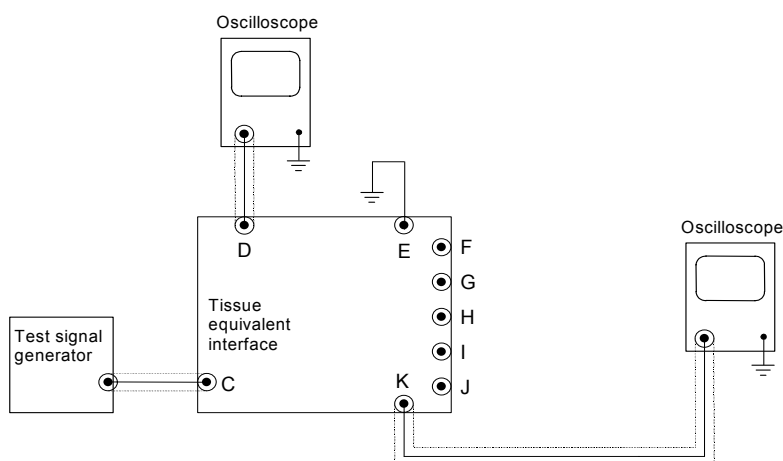 Oscilloscope
D
E
F
G
H
I
J
K
C
Tissue
equivalent
interface
Test signal
generator
Oscilloscope